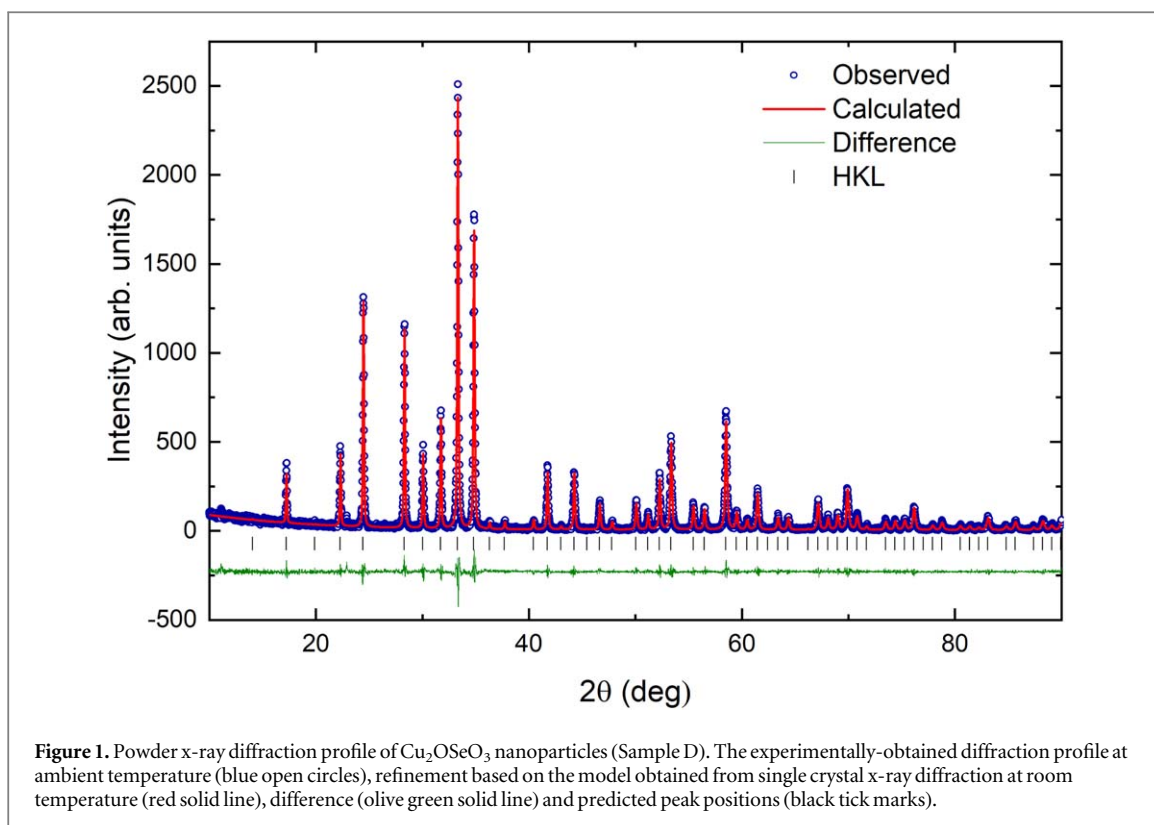 2500
2000
1500
1000
500
0
-500
Intensity (arb. units)
Observed
Calculated
Difference
HKL
20
40
60
80
2θ (deg)
Figure 1. Powder x-ray diffraction profile of Cu₂OSeO₃ nanoparticles (Sample D). The experimentally-obtained diffraction profile at
ambient temperature (blue open circles), refinement based on the model obtained from single crystal x-ray diffraction at room
temperature (red solid line), difference (olive green solid line) and predicted peak positions (black tick marks).